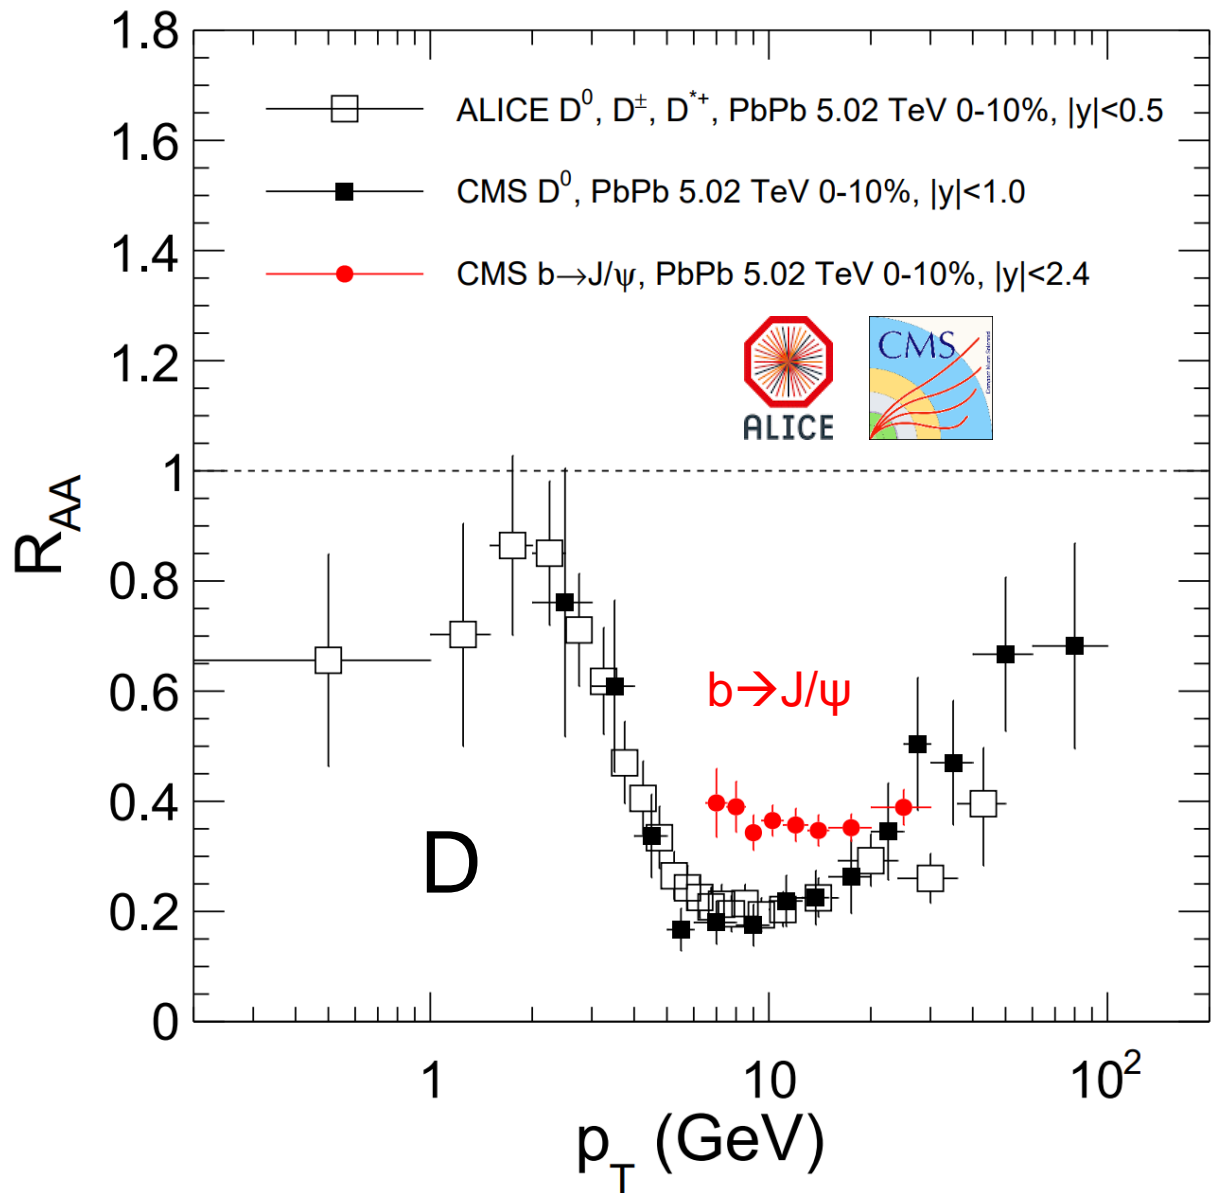 1.8
1.6
1.4
1.2
1
0.8
0.6
0.4
0.2
0
R_AA
ALICE D⁰, D^±, D^*+, PbPb 5.02 TeV 0-10%, |y|<0.5
CMS D⁰, PbPb 5.02 TeV 0-10%, |y|<1.0
CMS b→J/ψ, PbPb 5.02 TeV 0-10%, |y|<2.4
ALICE
CMS
b→J/ψ
D
1 10 10²
p_T (GeV)